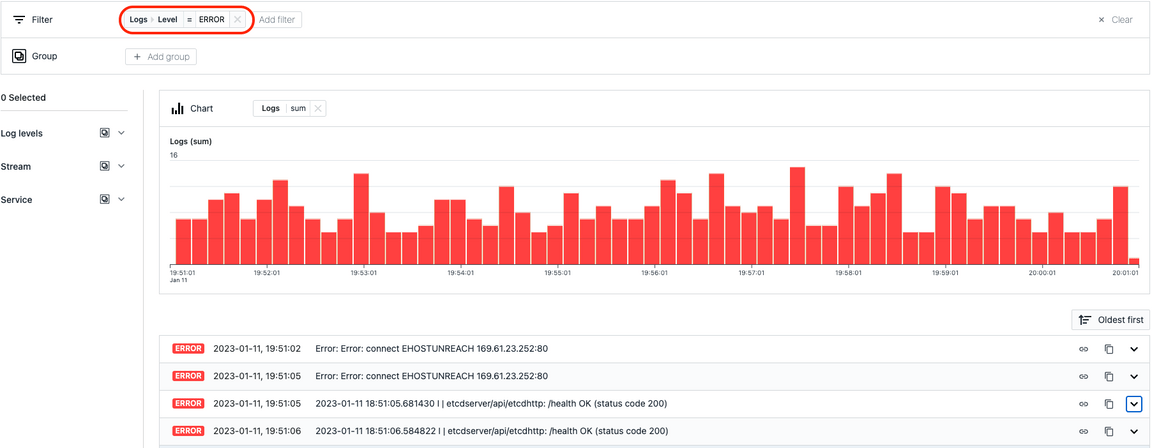 Filter Logs Level = ERROR Add filter Clear
Group Add group
0 Selected
Log levels
Stream
Service
Chart Logs sum
Logs (sum)
16
19:51:01 19:52:01 19:53:01 19:54:01 19:55:01 19:56:01 19:57:01 19:58:01 19:59:01 20:00:01 20:01:01
Jan 11
Oldest first
ERROR 2023-01-11, 19:51:02 Error: Error: connect EHOSTUNREACH 169.61.23.252:80
ERROR 2023-01-11, 19:51:05 Error: Error: connect EHOSTUNREACH 169.61.23.252:80
ERROR 2023-01-11, 19:51:05 2023-01-11 18:51:05.681430 I | etcdserver/api/etcdhttp: /health OK (status code 200)
ERROR 2023-01-11, 19:51:06 2023-01-11 18:51:06.584822 I | etcdserver/api/etcdhttp: /health OK (status code 200)